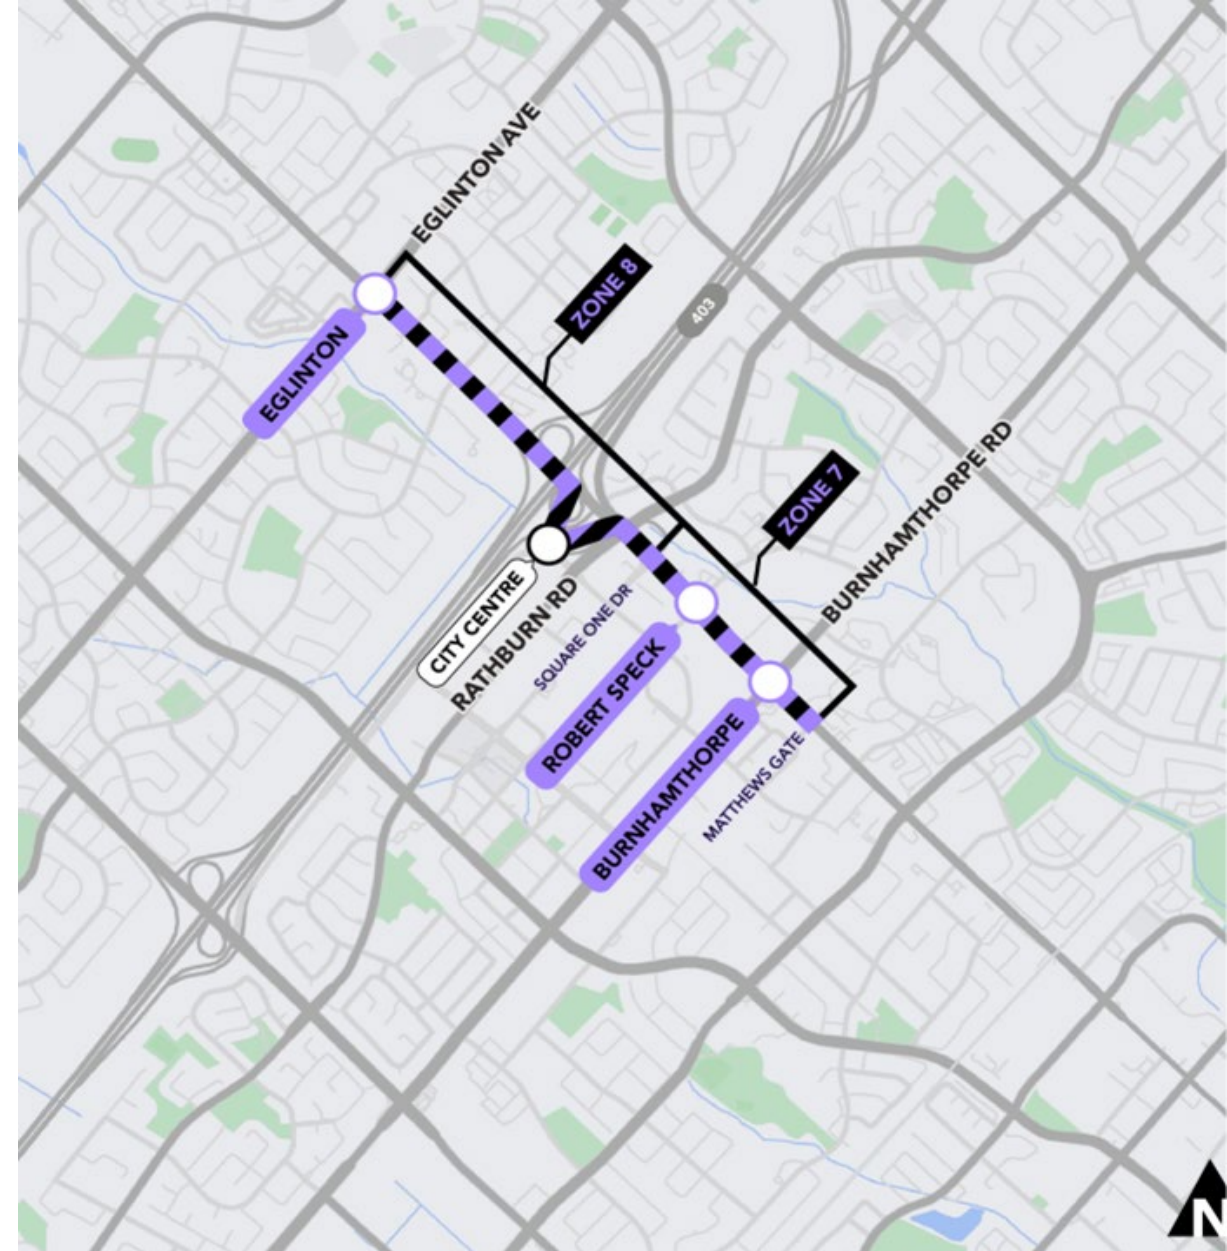 EGLINTON AVE
ZONE 8
403
EGLINTON
ZONE 7
BURNHAMTHORPE RD
CITY CENTRE
RATHBURN RD
SQUARE ONE DR
ROBERT SPECK
BURNHAMTHORPE
MATTHEWS GATE
N